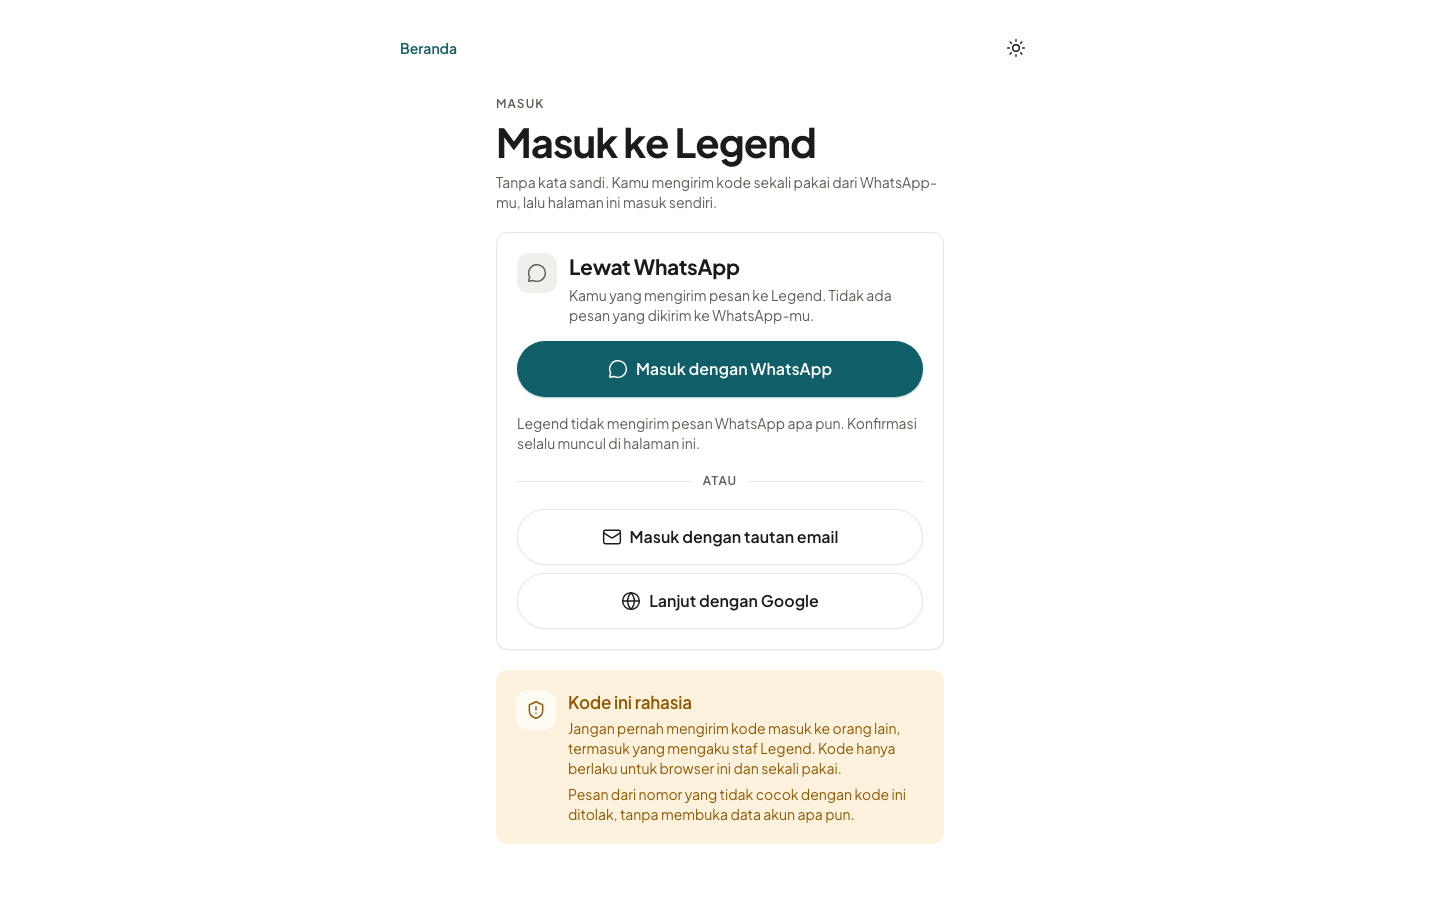 Beranda
MASUK
Masuk ke Legend
Tanpa kata sandi. Kamu mengirim kode sekali pakai dari WhatsApp-
mu, lalu halaman ini masuk sendiri.
Lewat WhatsApp
Kamu yang mengirim pesan ke Legend. Tidak ada
pesan yang dikirim ke WhatsApp-mu.
Masuk dengan WhatsApp
Legend tidak mengirim pesan WhatsApp apa pun. Konfirmasi
selalu muncul di halaman ini.
ATAU
Masuk dengan tautan email
Lanjut dengan Google
Kode ini rahasia
Jangan pernah mengirim kode masuk ke orang lain,
termasuk yang mengaku staf Legend. Kode hanya
berlaku untuk browser ini dan sekali pakai.
Pesan dari nomor yang tidak cocok dengan kode ini
ditolak, tanpa membuka data akun apa pun.